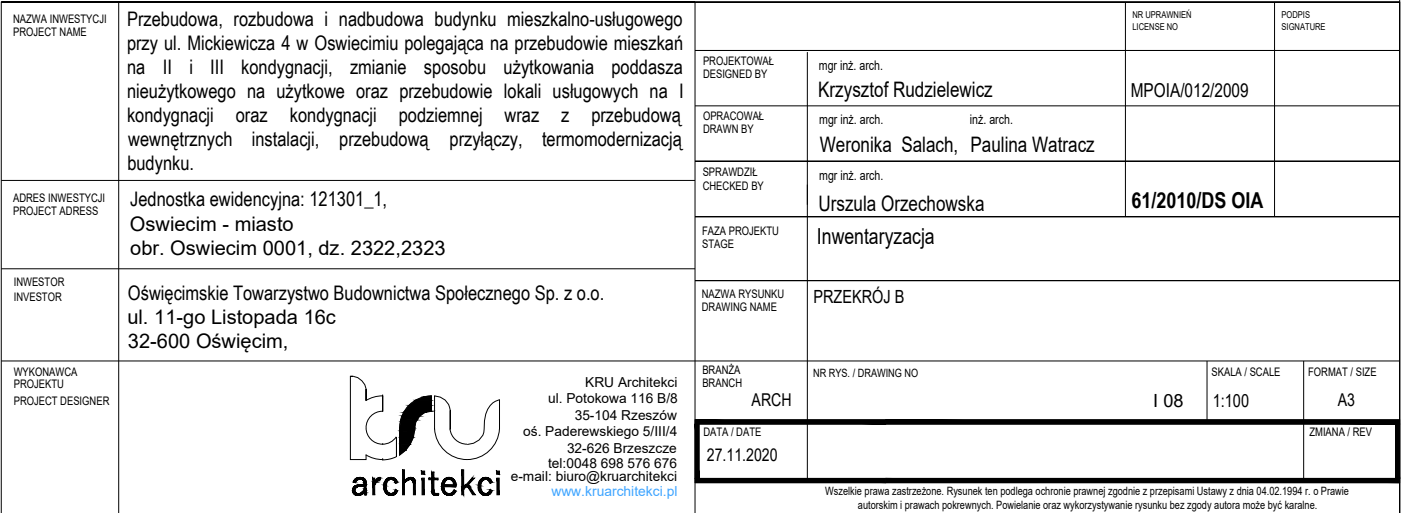 NAZWA INWESTYCJI
PROJECT NAME
Przebudowa, rozbudowa i nadbudowa budynku mieszkalno-usługowego
przy ul. Mickiewicza 4 w Oswiecimiu polegająca na przebudowie mieszkań
na II i III kondygnacji, zmianie sposobu użytkowania poddasza
nieużytkowego na użytkowe oraz przebudowie lokali usługowych na I
kondygnacji oraz kondygnacji podziemnej wraz z przebudową
wewnętrznych instalacji, przebudową przyłączy, termomodernizacją
budynku.
ADRES INWESTYCJI
PROJECT ADRESS
Jednostka ewidencyjna: 121301_1,
Oswiecim - miasto
obr. Oswiecim 0001, dz. 2322,2323
INWESTOR
INVESTOR
Oświęcimskie Towarzystwo Budownictwa Społecznego Sp. z o.o.
ul. 11-go Listopada 16c
32-600 Oświęcim,
WYKONAWCA
PROJEKTU
PROJECT DESIGNER
kru
architekci
KRU Architekci
ul. Potokowa 116 B/8
35-104 Rzeszów
oś. Paderewskiego 5/III/4
32-626 Brzeszcze
tel:0048 698 576 676
e-mail: biuro@kruarchitekci
www.kruarchitekci.pl
NR UPRAWNIEŃ
LICENSE NO
PODPIS
SIGNATURE
PROJEKTOWAŁ
DESIGNED BY
mgr inż. arch.
Krzysztof Rudzielewicz
MPOIA/012/2009
OPRACOWAŁ
DRAWN BY
mgr inż. arch. inż. arch.
Weronika Salach, Paulina Watracz
SPRAWDZIŁ
CHECKED BY
mgr inż. arch.
Urszula Orzechowska
61/2010/DS OIA
FAZA PROJEKTU
STAGE
Inwentaryzacja
NAZWA RYSUNKU
DRAWING NAME
PRZEKRÓJ B
BRANŻA
BRANCH
ARCH
NR RYS. / DRAWING NO
I 08
SKALA / SCALE
1:100
FORMAT / SIZE
A3
DATA / DATE
27.11.2020
ZMIANA / REV
Wszelkie prawa zastrzeżone. Rysunek ten podlega ochronie prawnej zgodnie z przepisami Ustawy z dnia 04.02.1994 r. o Prawie
autorskim i prawach pokrewnych. Powielanie oraz wykorzystywanie rysunku bez zgody autora może być karalne.